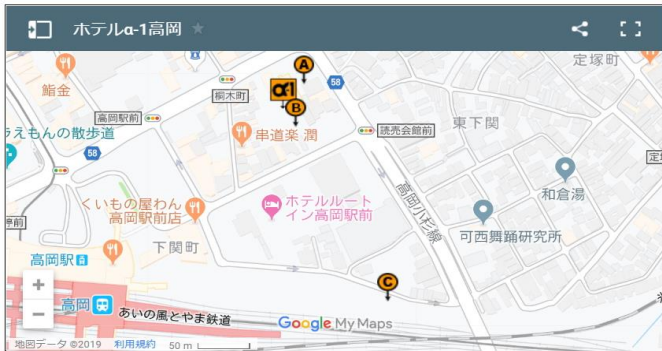 ホテルα-1高岡
定塚町
鮨金
A
58
桐木町
α-1
B
高岡駅前
えもんの散歩道
串道楽 潤
読売会館前
東下関
58
和倉湯
くいもの屋わん
高岡駅前店
ホテルルート
イン高岡駅前
高岡小杉線
可西舞踊研究所
下関町
高岡駅
C
高岡
あいの風とやま鉄道
Google My Maps
地図データ ©2019 利用規約 50 m